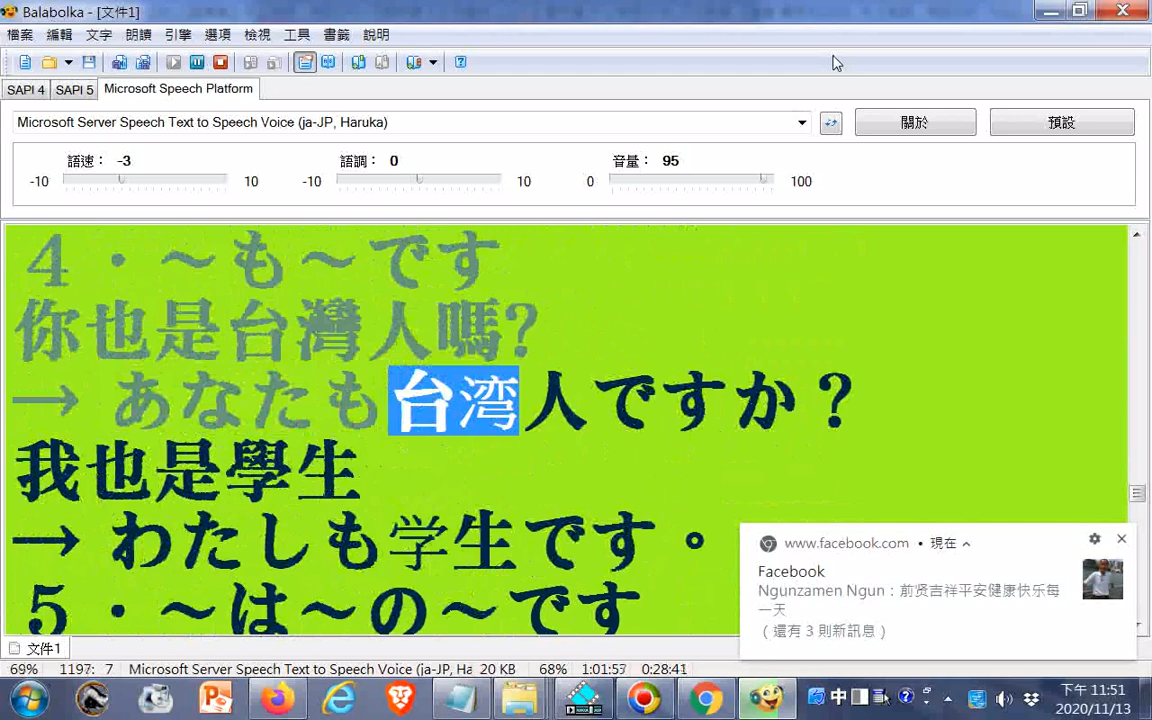 Balabolka - [文件1]
檔案 編輯 文字 朗讀 引擎 選項 檢視 工具 書籤 說明
SAPI 4 SAPI 5 Microsoft Speech Platform
Microsoft Server Speech Text to Speech Voice (ja-JP, Haruka)
關於 預設
語速： -3 語調： 0 音量： 95
-10 10 -10 10 0 100
4・～も～です
你也是台灣人嗎?
→ あなたも台湾人ですか？
我也是學生
→ わたしも学生です。
5・～は～の～です
www.facebook.com • 現在
Facebook
Ngunzamen Ngun：前贤吉祥平安健康快乐每
一天
（還有 3 則新訊息）
文件1
69% 1197: 7 Microsoft Server Speech Text to Speech Voice (ja-JP, Ha 20 KB 68% 1:01:57 0:28:41
中
下午 11:51
2020/11/13